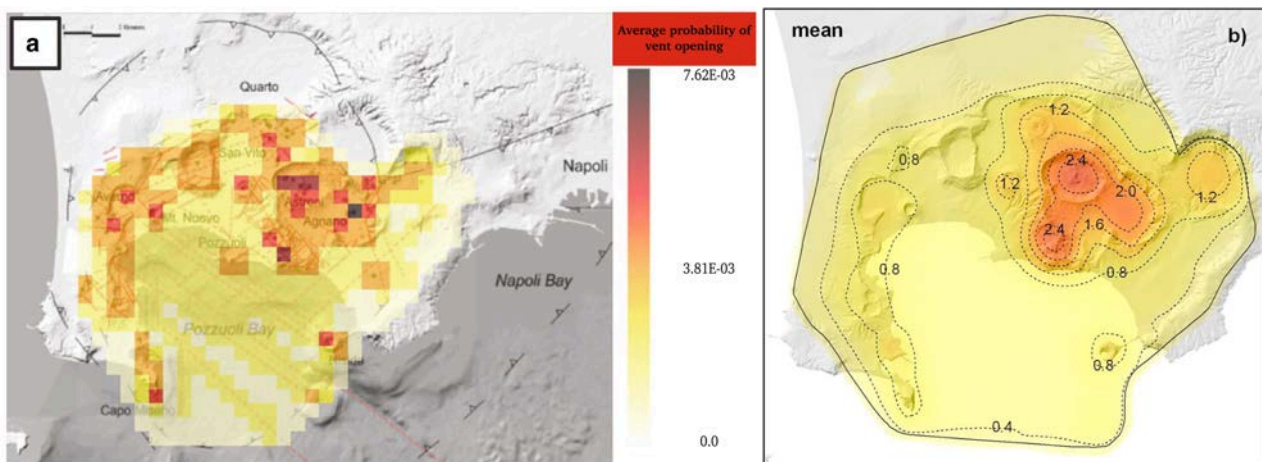 a
Quarto
San Vito
Napoli
Averno
Astroni
Agnano
Mt. Nuovo
Pozzuoli
Napoli Bay
Pozzuoli Bay
Capo Miseno
Average probability of
vent opening
7.62E-03
3.81E-03
0.0
mean
b)
1.2
0.8
2.4
1.2
2.0
1.2
1.6
2.4
0.8
0.8
0.8
0.4